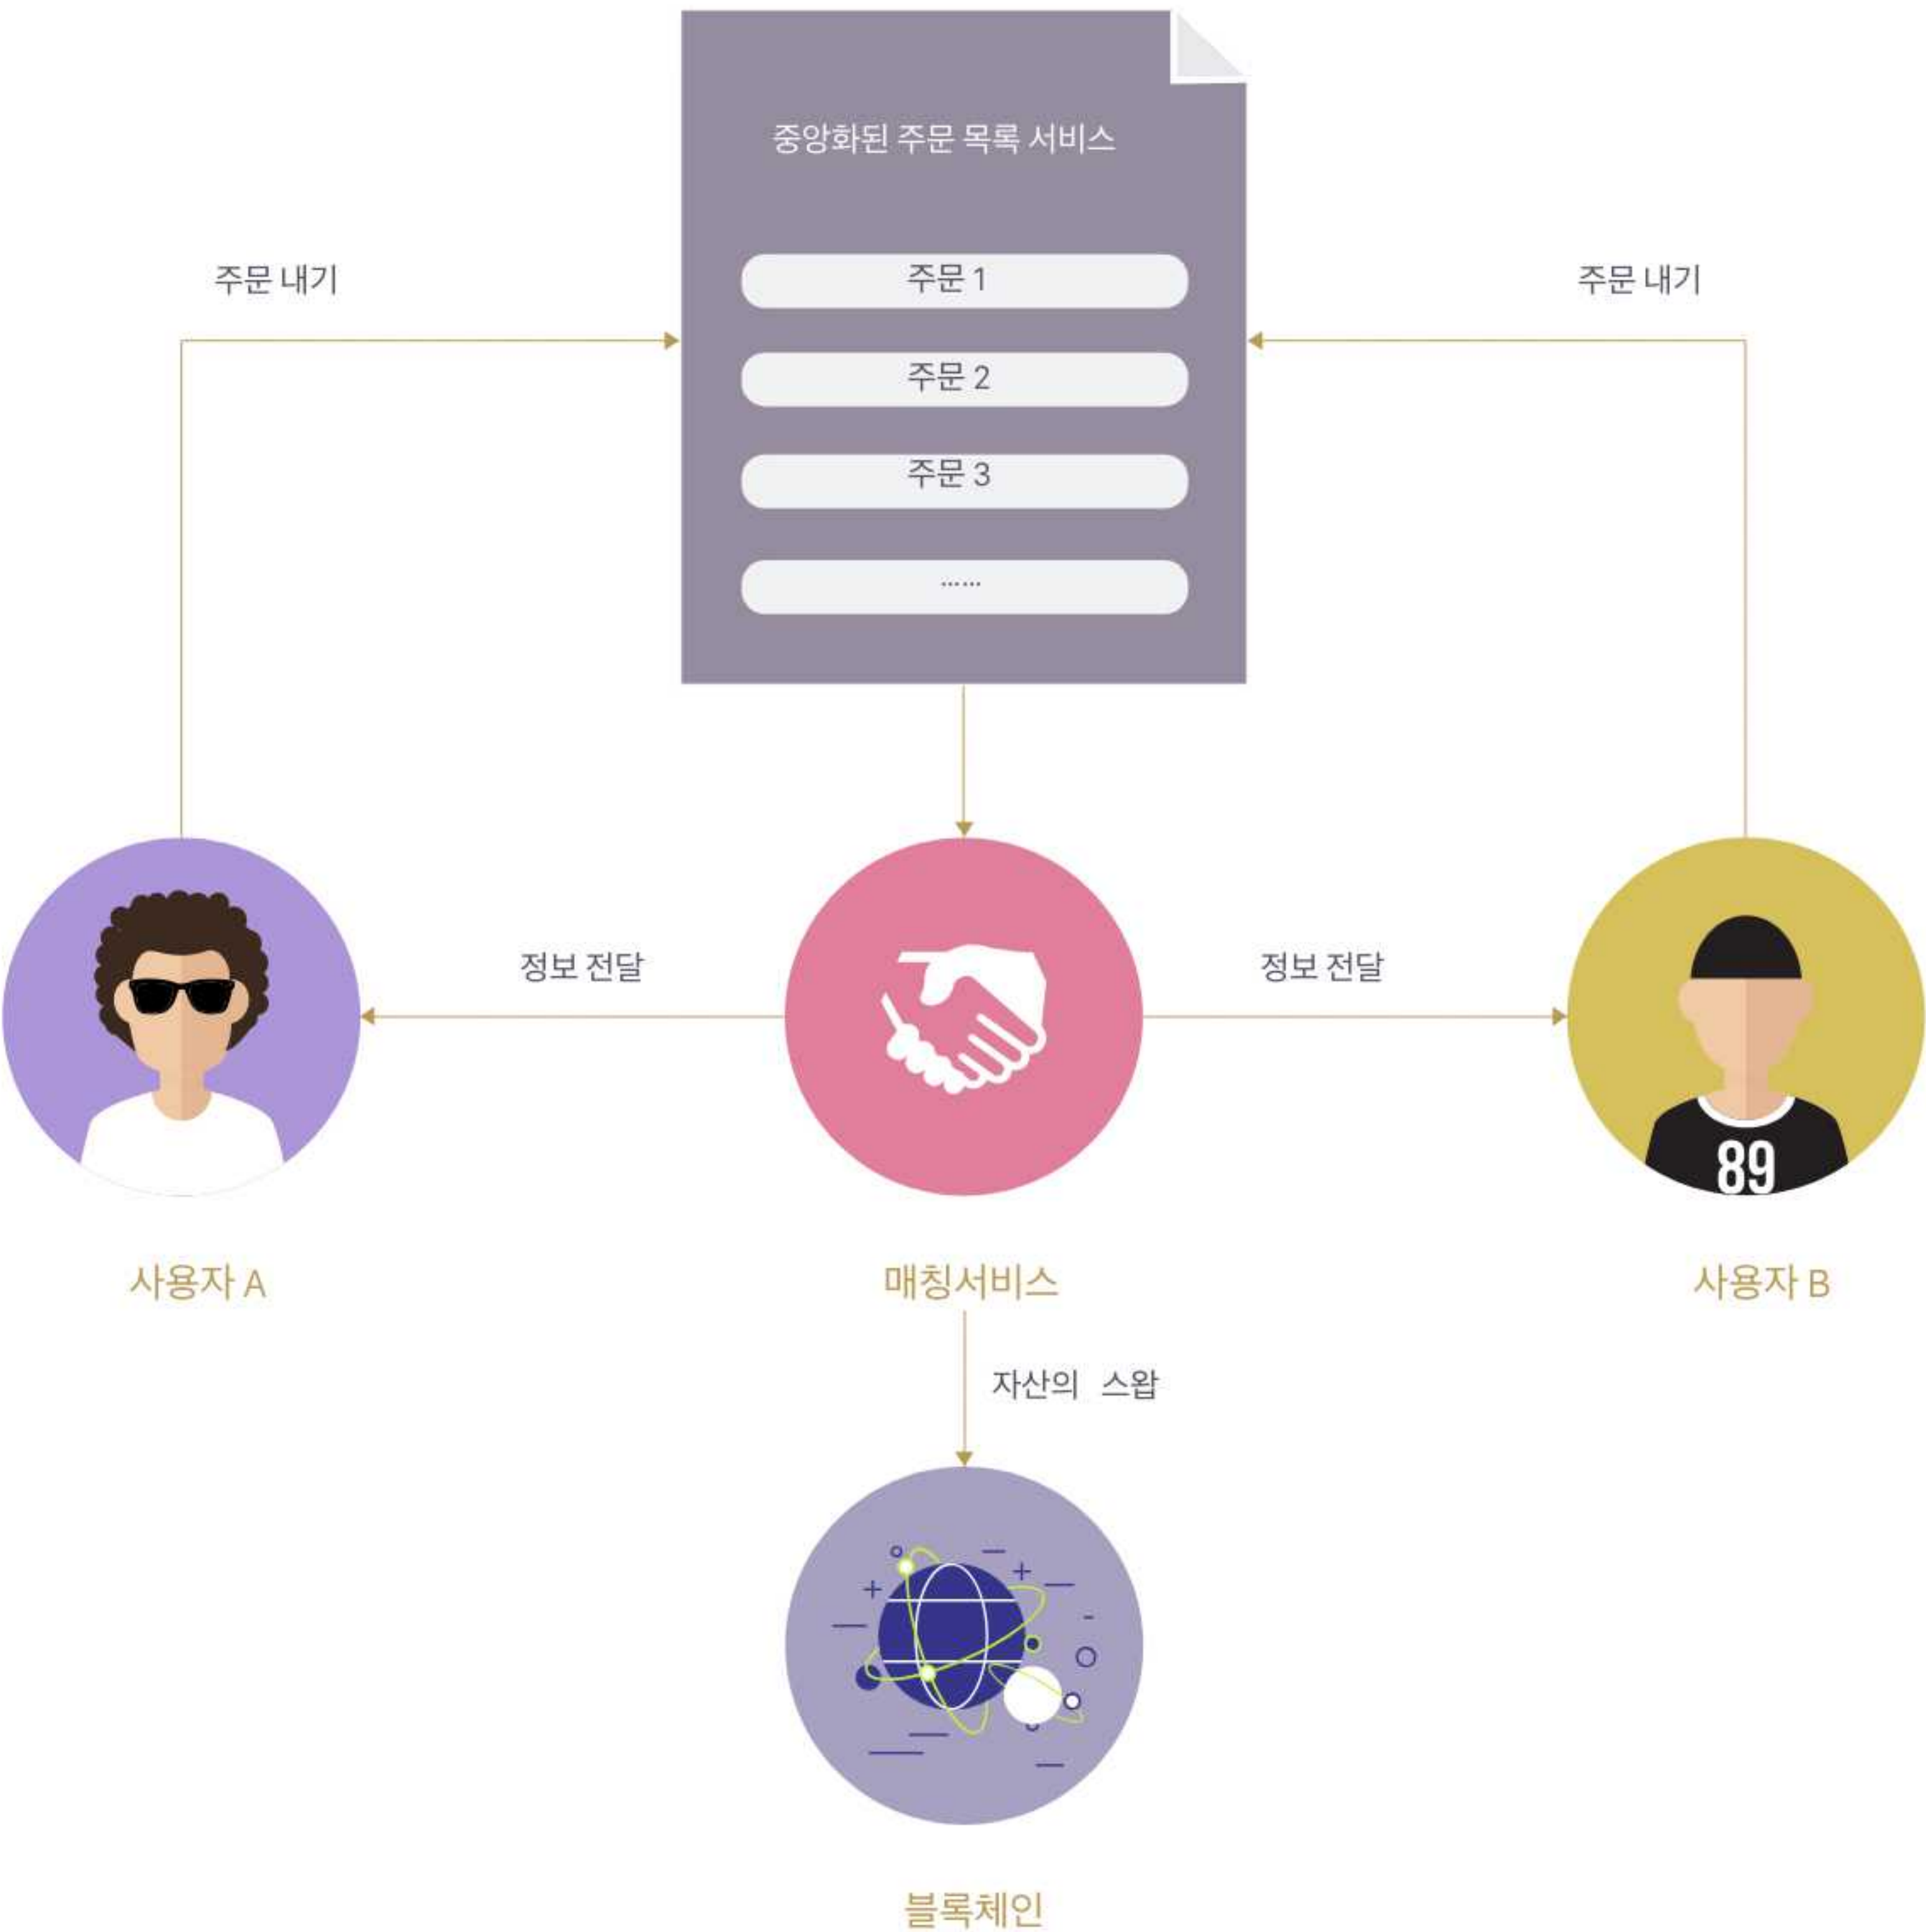 중앙화된 주문 목록 서비스
주문 내기
주문 1
주문 내기
주문 2
주문 3
······
정보 전달
정보 전달
89
사용자 A
매칭서비스
사용자 B
자산의 스왑
블록체인